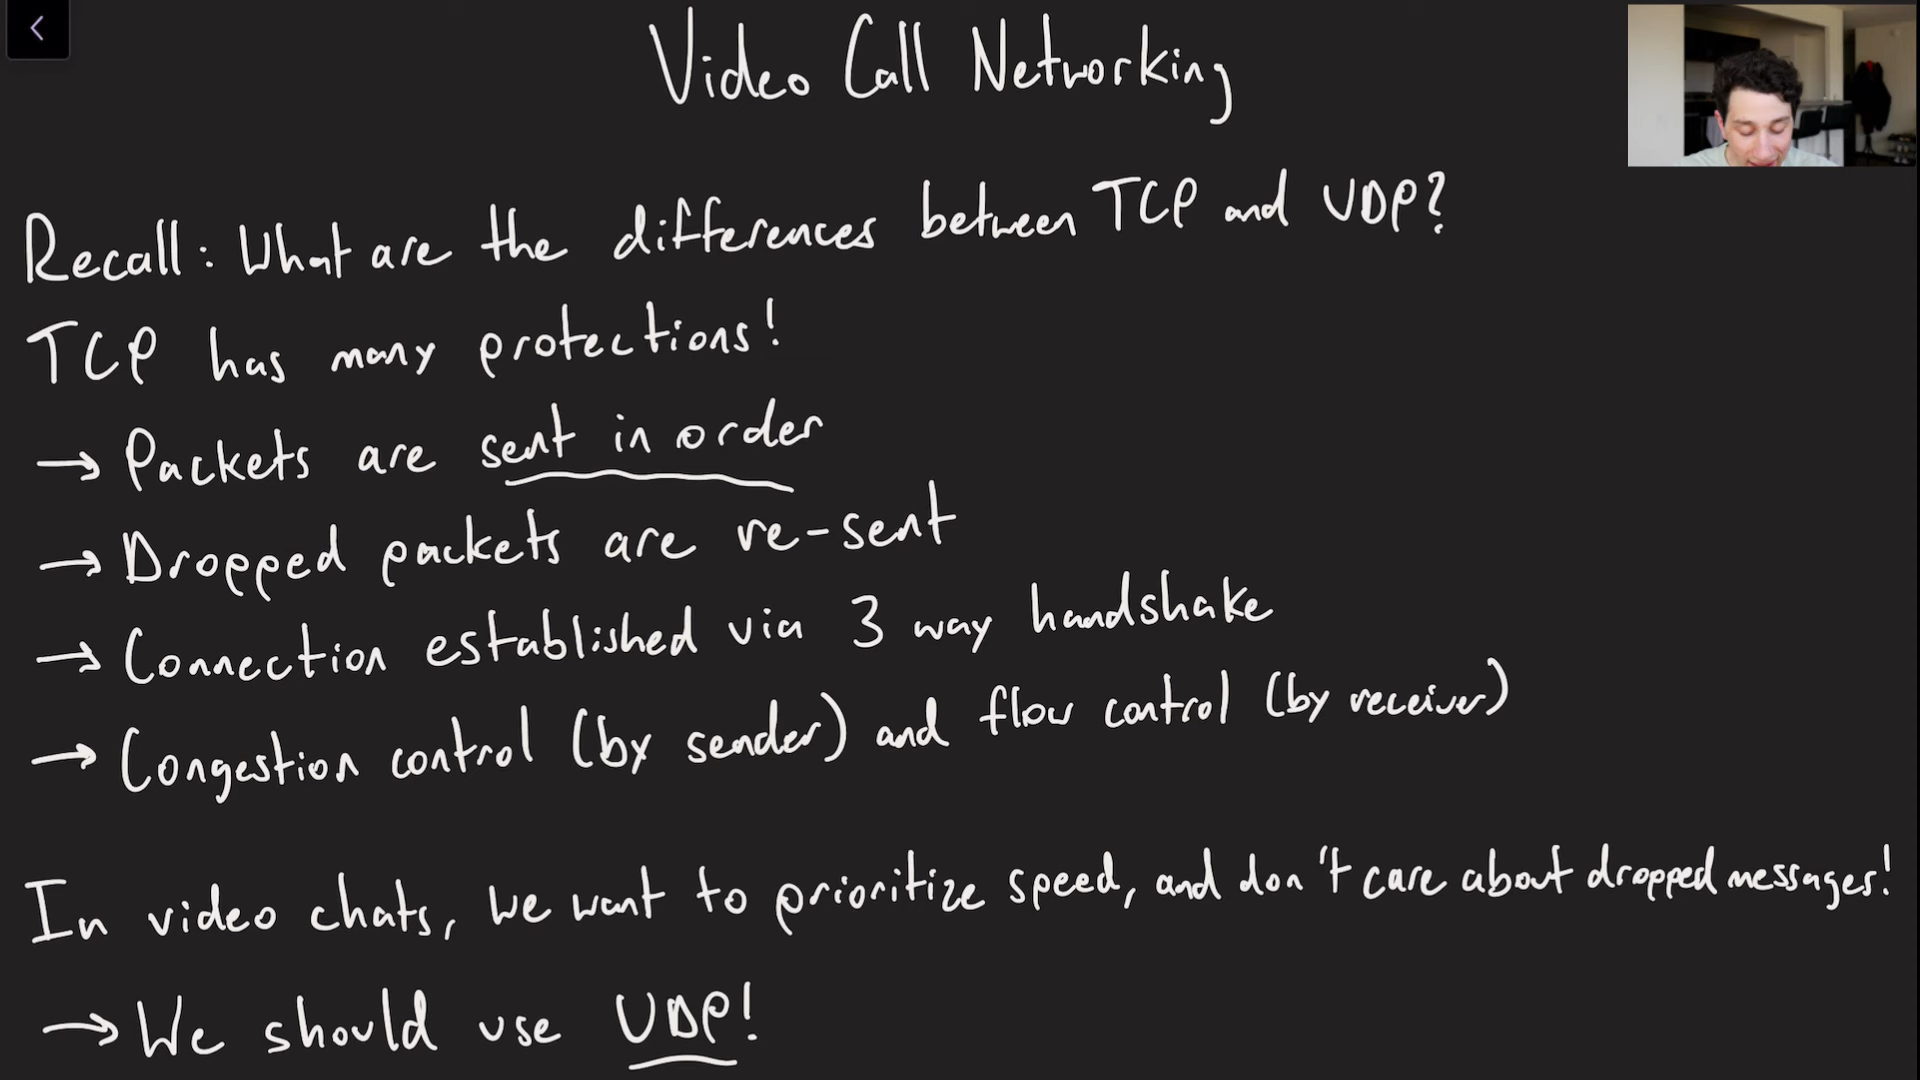 Video Call Networking
Recall: What are the differences between TCP and UDP?
TCP has many protections!
→ Packets are sent in order
→ Dropped packets are re-sent
→ Connection established via 3 way handshake
→ Congestion control (by sender) and flow control (by receiver)
In video chats, we want to prioritize speed, and don't care about dropped messages!
→ We should use UDP!